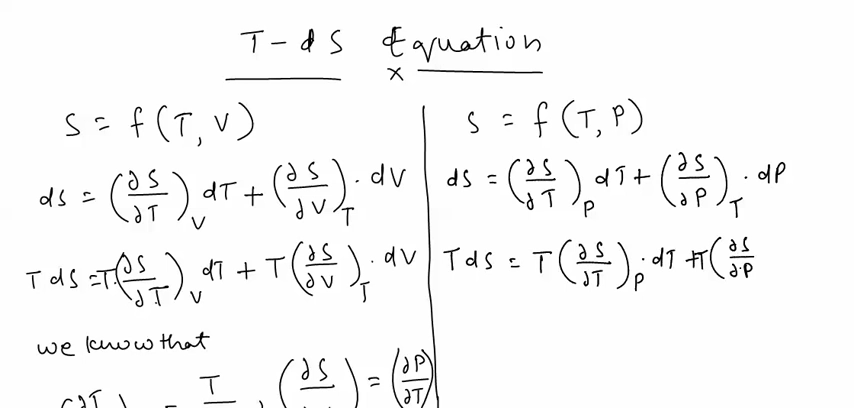 T-dS Equation
x
S = f(T, V)
dS = (∂S/∂T)_V dT + (∂S/∂V)_T . dV
TdS = T.(∂S/∂T)_V dT + T(∂S/∂V)_T . dV
we know that
T , (∂S = (∂P/∂T)
S = f(T, P)
dS = (∂S/∂T)_P dT + (∂S/∂P)_T . dP
TdS = T(∂S/∂T)_P . dT + T(∂S/∂P